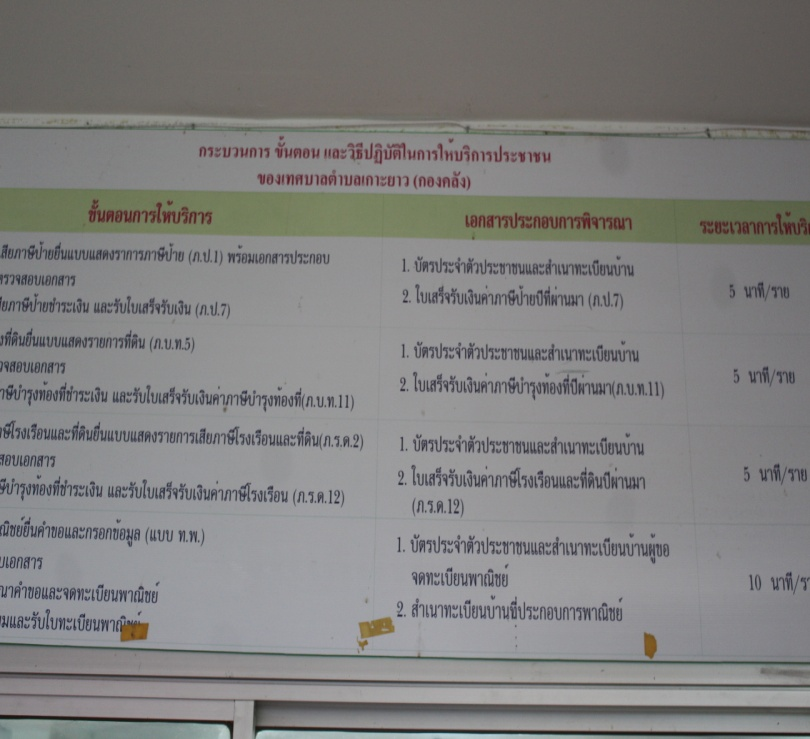 กระบวนการ ขั้นตอน และวิธีปฏิบัติในการให้บริการประชาชน
ของเทศบาลตำบลเกาะยาว (กองคลัง)
ขั้นตอนการให้บริการ
เอกสารประกอบการพิจารณา
ระยะเวลาการให้บริ
เสียภาษีป้ายยื่นแบบแสดงรายการภาษีป้าย (ภ.ป.1) พร้อมเอกสารประกอบ
ตรวจสอบเอกสาร
ียภาษีป้ายชำระเงิน และรับใบเสร็จรับเงิน (ภ.ป.7)
1. บัตรประจำตัวประชาชนและสำเนาทะเบียนบ้าน
2. ใบเสร็จรับเงินค่าภาษีป้ายปีที่ผ่านมา (ภ.ป.7)
5 นาที/ราย
ที่ดินยื่นแบบแสดงรายการที่ดิน (ภ.บ.ท.5)
วจสอบเอกสาร
าษีบำรุงท้องที่ชำระเงิน และรับใบเสร็จรับเงินค่าภาษีบำรุงท้องที่(ภ.บ.ท.11)
1. บัตรประจำตัวประชาชนและสำเนาทะเบียนบ้าน
2. ใบเสร็จรับเงินค่าภาษีบำรุงท้องที่ปีผ่านมา(ภ.บ.ท.11)
5 นาที/ราย
าษีโรงเรือนและที่ดินยื่นแบบแสดงรายการเสียภาษีโรงเรือนและที่ดิน(ภ.ร.ด.2)
สอบเอกสาร
ษีบำรุงท้องที่ชำระเงิน และรับใบเสร็จรับเงินค่าภาษีโรงเรือน (ภ.ร.ด.12)
1. บัตรประจำตัวประชาชนและสำเนาทะเบียนบ้าน
2. ใบเสร็จรับเงินค่าภาษีโรงเรือนและที่ดินปีผ่านมา
(ภ.ร.ด.12)
5 นาที/ราย
ณิชย์ยื่นคำขอและกรอกข้อมูล (แบบ ท.พ.)
บเอกสาร
ณาคำขอและจดทะเบียนพาณิชย์
มและรับใบทะเบียนพาณิชย์
1. บัตรประจำตัวประชาชนและสำเนาทะเบียนบ้านผู้ขอ
จดทะเบียนพาณิชย์
2. สำเนาทะเบียนบ้านที่ประกอบการพาณิชย์
10 นาที/รา